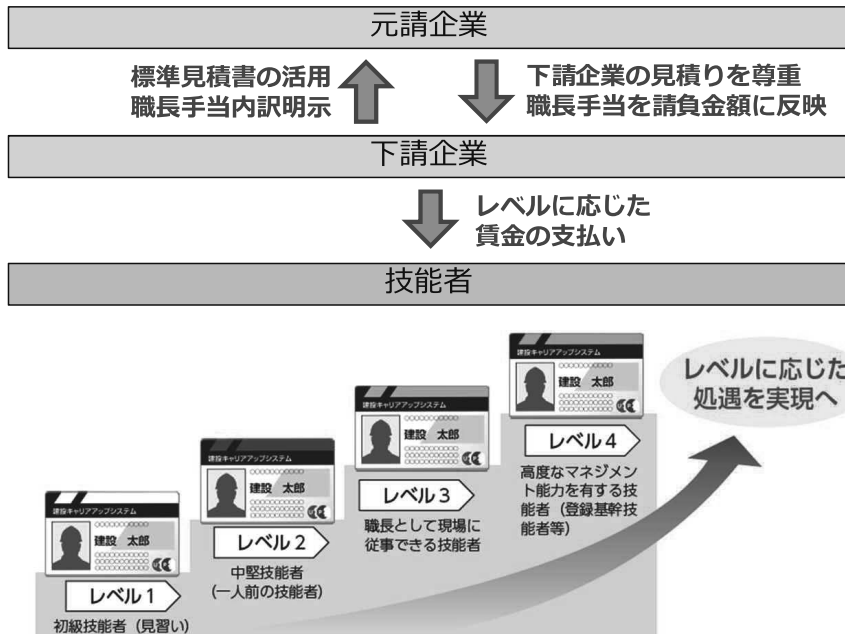 元請企業
標準見積書の活用
職長手当内訳明示
下請企業の見積りを尊重
職長手当を請負金額に反映
下請企業
レベルに応じた
賃金の支払い
技能者
建設キャリアアップシステム
建設 太郎
レベル1
初級技能者（見習い）
建設キャリアアップシステム
建設 太郎
レベル2
中堅技能者
（一人前の技能者）
建設キャリアアップシステム
建設 太郎
レベル3
職長として現場に
従事できる技能者
建設キャリアアップシステム
建設 太郎
レベル4
高度なマネジメン
ト能力を有する技
能者（登録基幹技
能者等）
レベルに応じた
処遇を実現へ